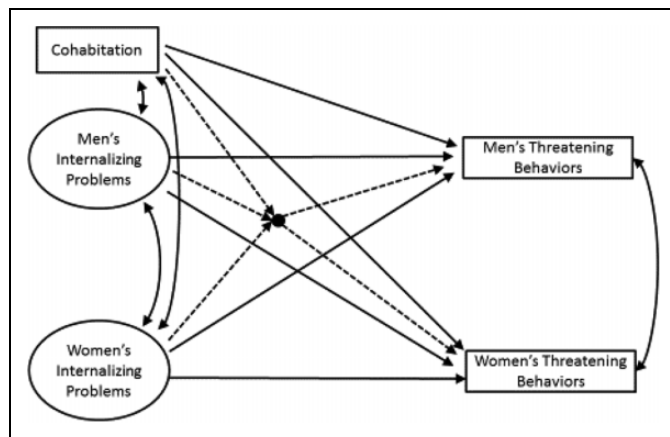 Cohabitation
Men's
Internalizing
Problems
Men's Threatening
Behaviors
Women's
Internalizing
Problems
Women's Threatening
Behaviors